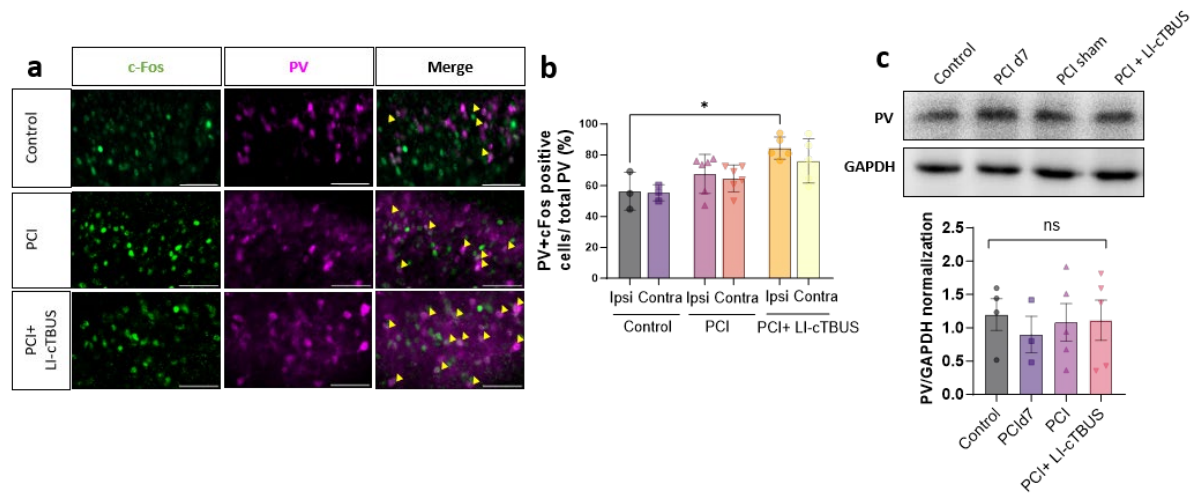 a
c-Fos
PV
Merge
Control
PCI
PCI+
LI-cTBUS
b
*
PV+cFos positive
cells/ total PV (%)
100
80
60
40
20
0
Ipsi Contra
Ipsi Contra
Ipsi Contra
Control
PCI
PCI+ LI-cTBUS
c
Control
PCI d7
PCI sham
PCI + LI-cTBUS
PV
GAPDH
ns
PV/GAPDH normalization
2.5
2.0
1.5
1.0
0.5
0.0
Control
PCId7
PCI
PCI+ LI-cTBUS